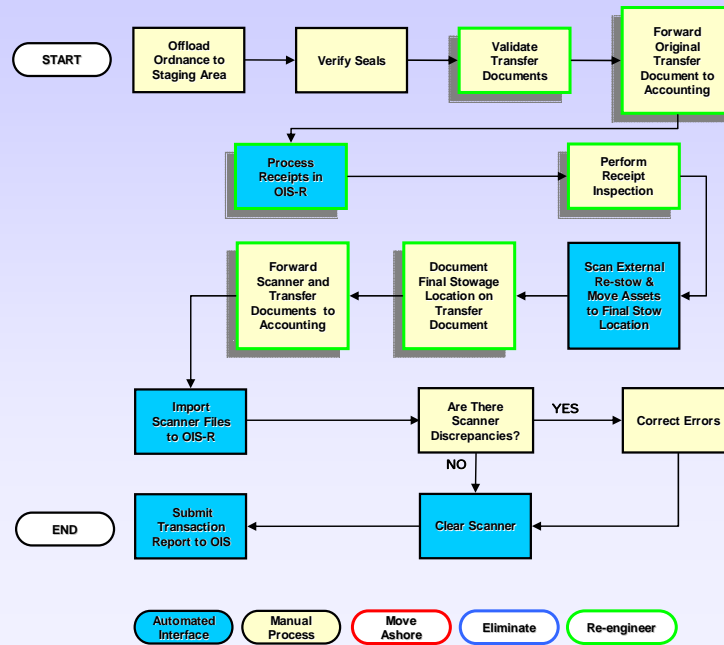 START
Offload
Ordnance to
Staging Area
Verify Seals
Validate
Transfer
Documents
Forward
Original
Transfer
Document to
Accounting
Process
Receipts in
OIS-R
Perform
Receipt
Inspection
Forward
Scanner and
Transfer
Documents to
Accounting
Document
Final Stowage
Location on
Transfer
Document
Scan External
Re-stow &
Move Assets
to Final Stow
Location
Import
Scanner Files
to OIS-R
Are There
Scanner
Discrepancies?
YES
Correct Errors
NO
END
Submit
Transaction
Report to OIS
Clear Scanner
Automated
Interface
Manual
Process
Move
Ashore
Eliminate
Re-engineer